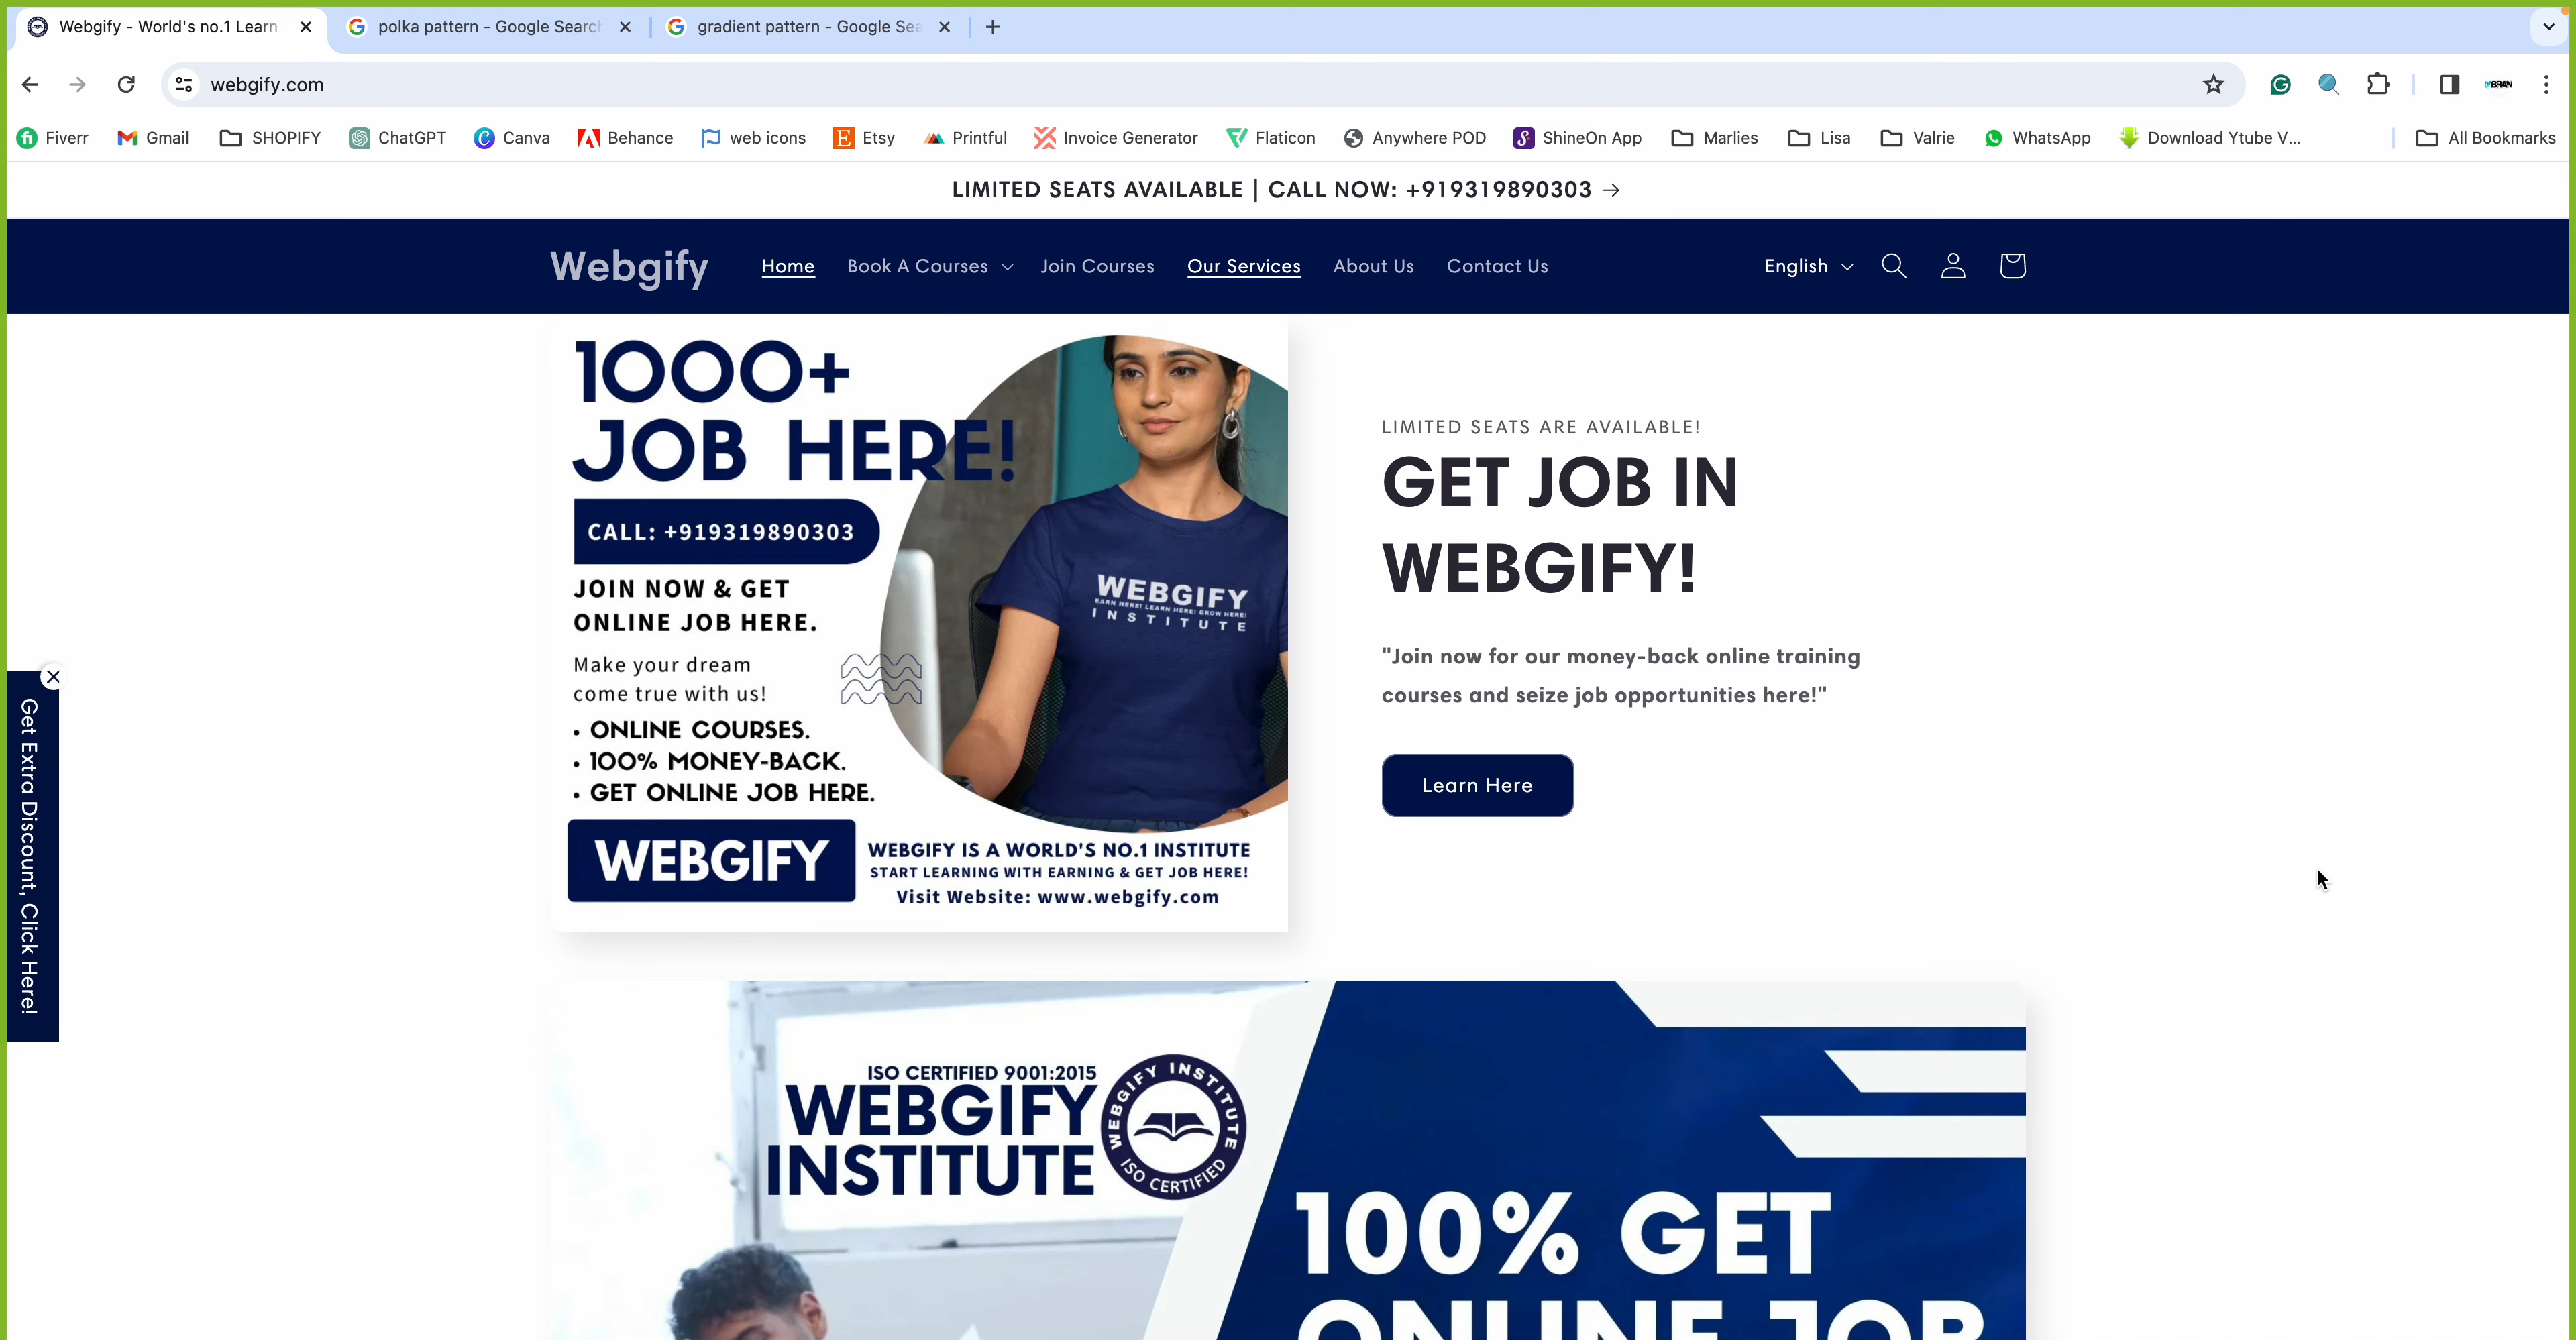 Webgify - World's no.1 Learn
polka pattern - Google Search
gradient pattern - Google Sea
webgify.com
Fiverr Gmail SHOPIFY ChatGPT Canva Behance web icons Etsy Printful Invoice Generator Flaticon Anywhere POD ShineOn App Marlies Lisa Valrie WhatsApp Download Ytube V... All Bookmarks
LIMITED SEATS AVAILABLE | CALL NOW: +919319890303 →
Webgify Home Book A Courses Join Courses Our Services About Us Contact Us English
1000+
JOB HERE!
CALL: +919319890303
JOIN NOW & GET
ONLINE JOB HERE.
Make your dream
come true with us!
• ONLINE COURSES.
• 100% MONEY-BACK.
• GET ONLINE JOB HERE.
WEBGIFY
WEBGIFY IS A WORLD'S NO.1 INSTITUTE
START LEARNING WITH EARNING & GET JOB HERE!
Visit Website: www.webgify.com
WEBGIFY
EARN HERE! LEARN HERE! GROW HERE!
INSTITUTE
LIMITED SEATS ARE AVAILABLE!
GET JOB IN
WEBGIFY!
"Join now for our money-back online training
courses and seize job opportunities here!"
Learn Here
Get Extra Discount, Click Here!
ISO CERTIFIED 9001:2015
WEBGIFY
INSTITUTE
WEBGIFY INSTITUTE
ISO CERTIFIED
100% GET
ONLINE JOB